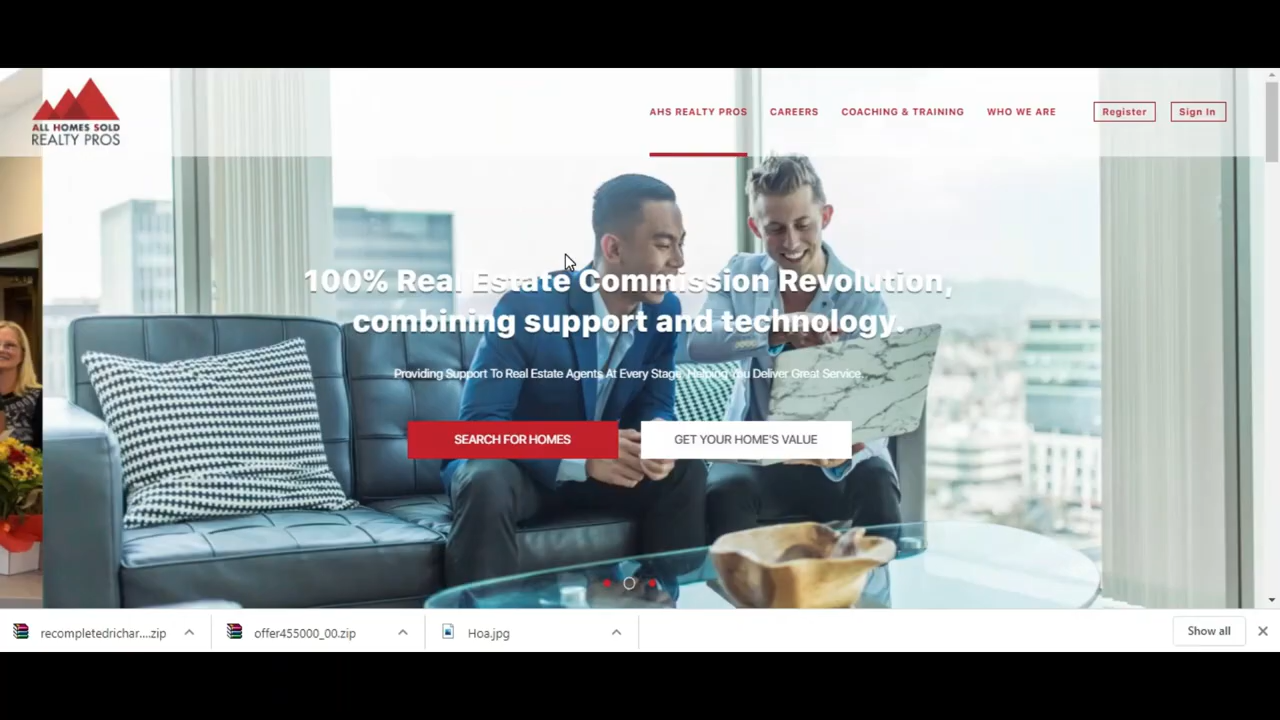 ALL HOMES SOLD
REALTY PROS
AHS REALTY PROS
CAREERS
COACHING & TRAINING
WHO WE ARE
Register
Sign In
100% Real Estate Commission Revolution,
combining support and technology.
Providing Support To Real Estate Agents At Every Stage, Helping You Deliver Great Service.
SEARCH FOR HOMES
GET YOUR HOME'S VALUE
recompletedrichar....zip
offer455000_00.zip
Hoa.jpg
Show all